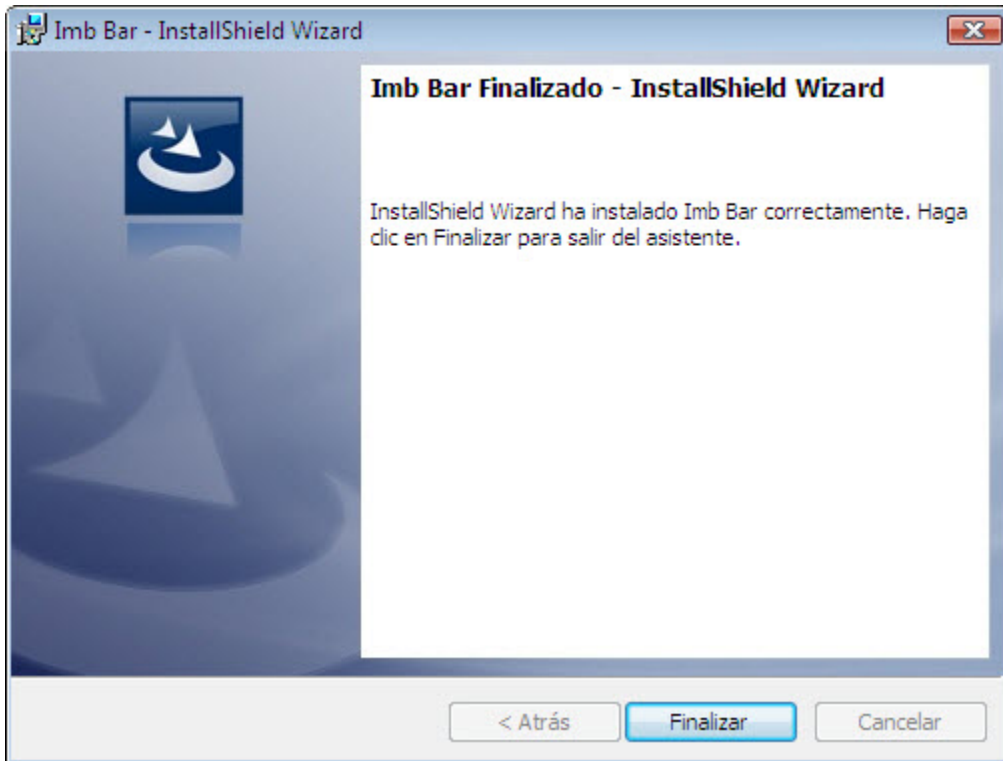 Imb Bar - InstallShield Wizard
Imb Bar Finalizado - InstallShield Wizard
InstallShield Wizard ha instalado Imb Bar correctamente. Haga
clic en Finalizar para salir del asistente.
< Atrás
Finalizar
Cancelar